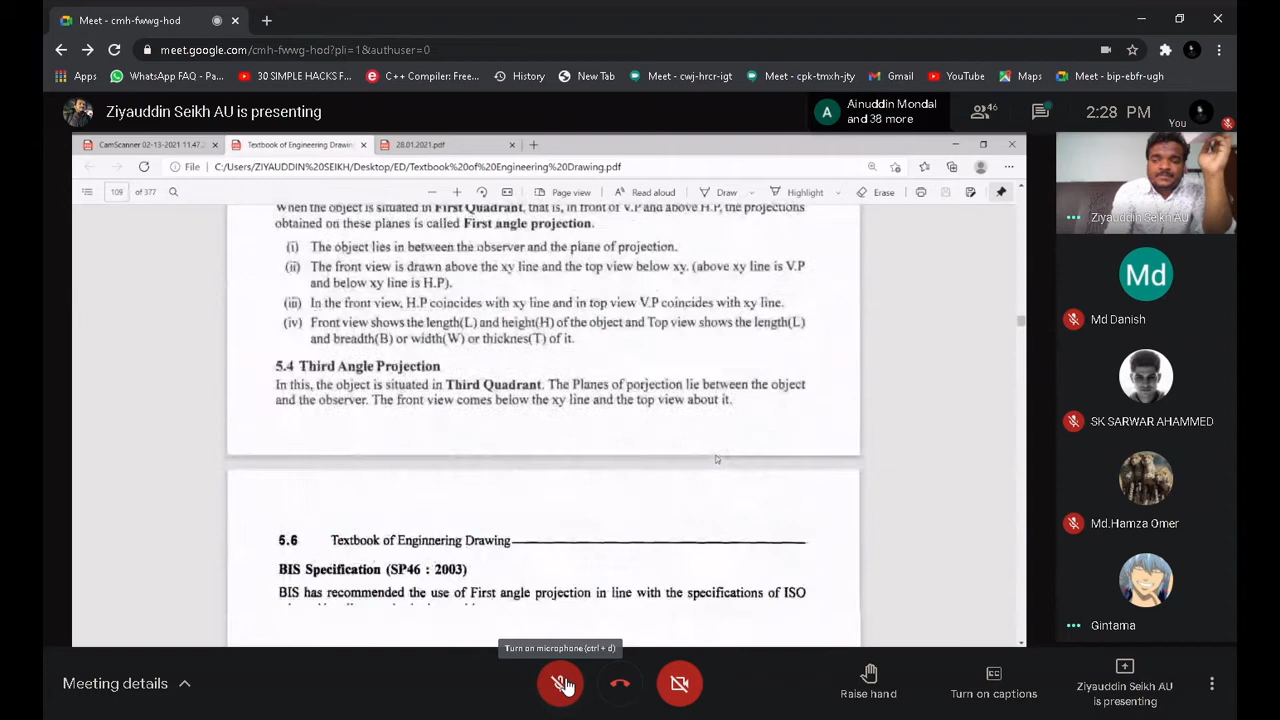 Meet - cmh-fwwg-hod
meet.google.com/cmh-fwwg-hod?pli=1&authuser=0
Apps
WhatsApp FAQ - Pa...
30 SIMPLE HACKS F...
C++ Compiler: Free...
History
New Tab
Meet - cwj-hrcr-igt
Meet - cpk-tmxh-jty
Gmail
YouTube
Maps
Meet - bip-ebfr-ugh
Ziyauddin Seikh AU is presenting
A
Ainuddin Mondal
and 38 more
46
2:28 PM
You
CamScanner 02-13-2021 11.47.
Textbook of Engineering Drawin
28.01.2021.pdf
File
C:/Users/ZIYAUDDIN%20SEIKH/Desktop/ED/Textbook%20of%20Engineering%20Drawing.pdf
109 of 377
Page view
Read aloud
Draw
Highlight
Erase
When the object is situated in First Quadrant, that is, in front of V.P and above H.P, the projections
obtained on these planes is called First angle projection.
(i) The object lies in between the observer and the plane of projection.
(ii) The front view is drawn above the xy line and the top view below xy. (above xy line is V.P
and below xy line is H.P).
(iii) In the front view, H.P coincides with xy line and in top view V.P coincides with xy line.
(iv) Front view shows the length(L) and height(H) of the object and Top view shows the length(L)
and breadth(B) or width(W) or thicknes(T) of it.
5.4 Third Angle Projection
In this, the object is situated in Third Quadrant. The Planes of porjection lie between the object
and the observer. The front view comes below the xy line and the top view about it.
5.6 Textbook of Enginnering Drawing
BIS Specification (SP46 : 2003)
BIS has recommended the use of First angle projection in line with the specifications of ISO
Ziyauddin Seikh AU
Md
Md Danish
SK SARWAR AHAMMED
Md.Hamza Omer
Gintama
Turn on microphone (ctrl + d)
Meeting details
Raise hand
Turn on captions
Ziyauddin Seikh AU
is presenting